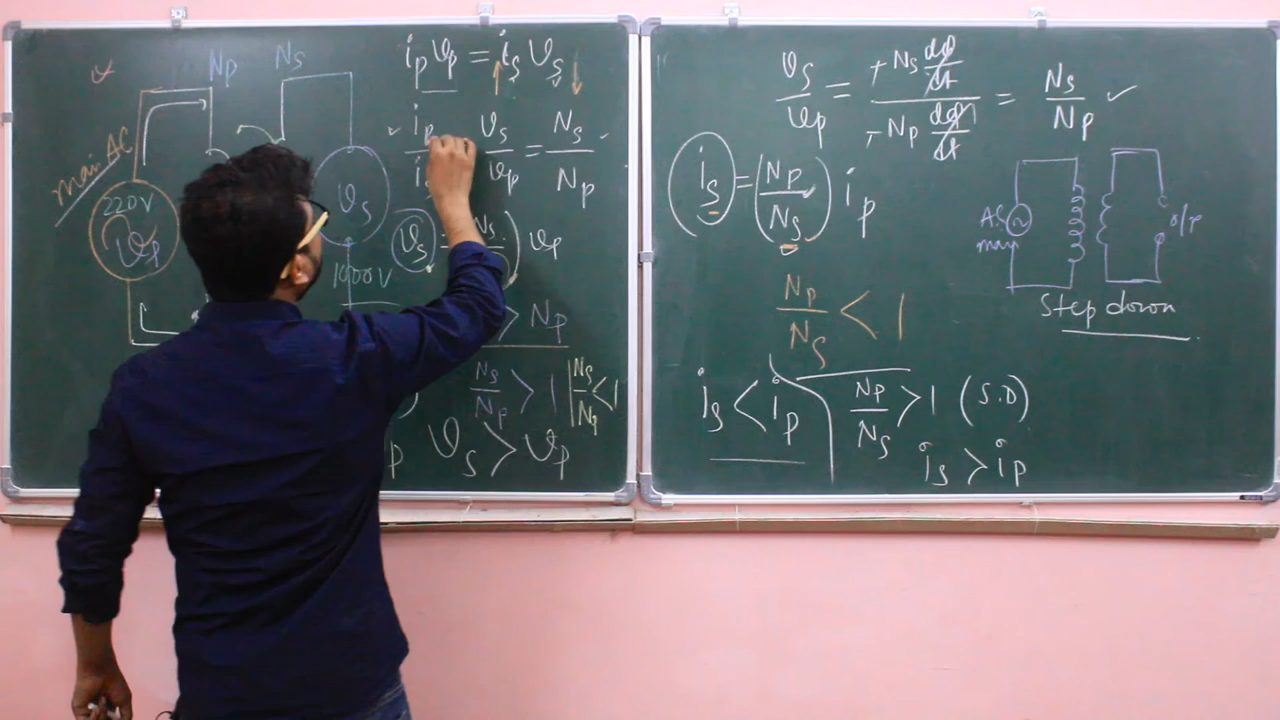 Np Ns
main AC
220V
Vp
Vs
1000V
ip vp = is vs
ip/i vs/vp = Ns/Np
vs = Ns vp
> Np
Ns/Np > 1 | Ns/Np < 1
p vs > vp
vs/vp = + Ns dφ/dt / + Np dφ/dt = Ns/Np ✓
is = (Np/Ns) ip
Np/Ns < 1
is < ip
Np/Ns > 1 (S.D)
is > ip
AC
main
o/p
Step down